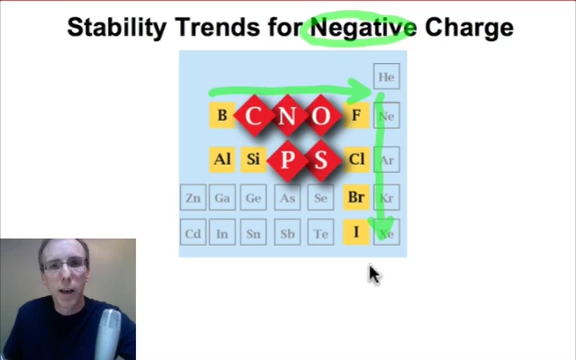 Stability Trends for Negative Charge
He
B C N O F Ne
Al Si P S Cl Ar
Zn Ga Ge As Se Br Kr
Cd In Sn Sb Te I Xe